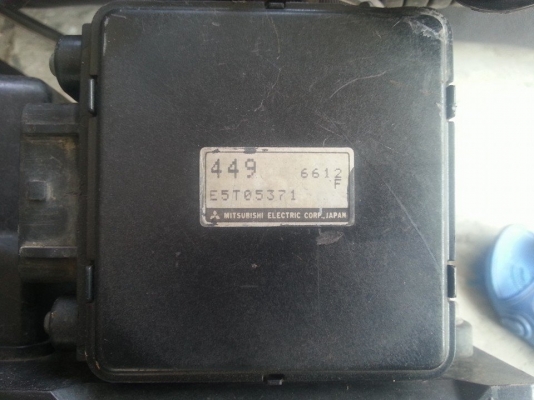 449 6612
F
E5T05371
MITSUBISHI ELECTRIC CORP.,JAPAN